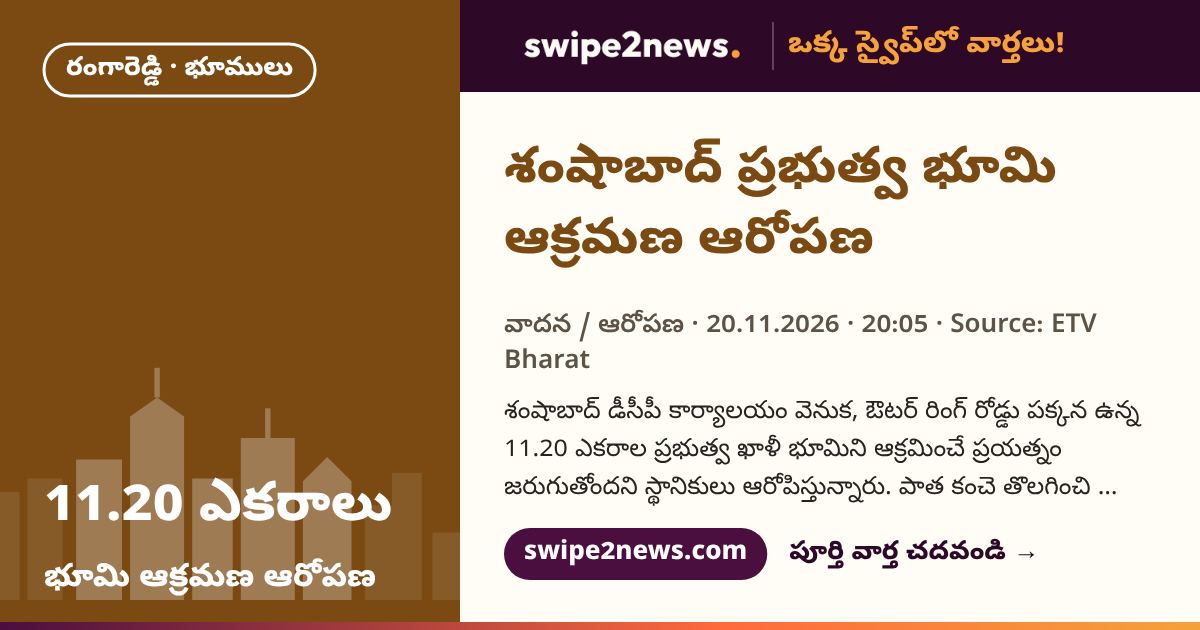 రంగారెడ్డి · భూములు
swipe2news.
ఒక్క స్వైప్‌లో వార్తలు!
శంషాబాద్ ప్రభుత్వ భూమి
ఆక్రమణ ఆరోపణ
వాదన / ఆరోపణ · 20.11.2026 · 20:05 · Source: ETV
Bharat
శంషాబాద్ డీసీపీ కార్యాలయం వెనుక, ఔటర్ రింగ్ రోడ్డు పక్కన ఉన్న
11.20 ఎకరాల ప్రభుత్వ ఖాళీ భూమిని ఆక్రమించే ప్రయత్నం
జరుగుతోందని స్థానికులు ఆరోపిస్తున్నారు. పాత కంచె తొలగించి ...
11.20 ఎకరాలు
భూమి ఆక్రమణ ఆరోపణ
swipe2news.com
పూర్తి వార్త చదవండి →